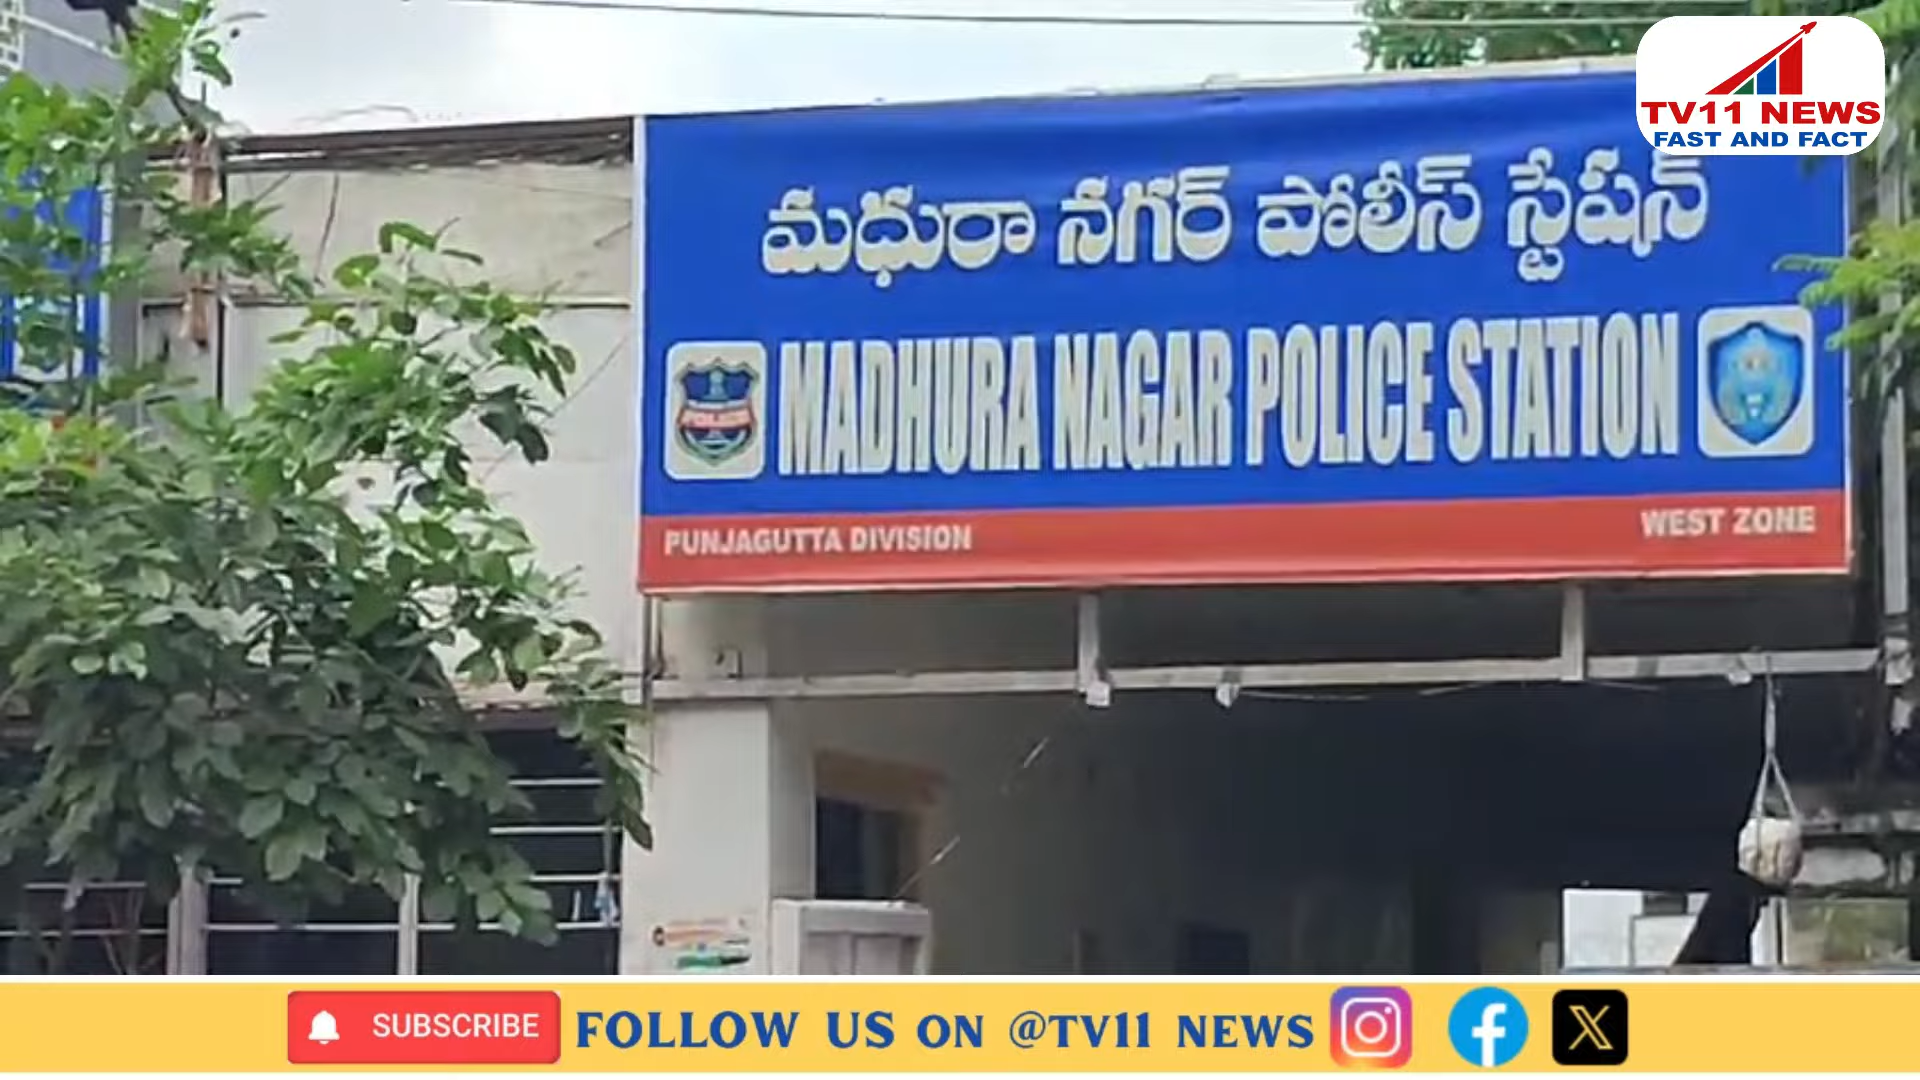 TV11 NEWS
FAST AND FACT
మధురా నగర్ పోలీస్ స్టేషన్
MADHURA NAGAR POLICE STATION
POLICE
PUNJAGUTTA DIVISION
WEST ZONE
SUBSCRIBE
FOLLOW US ON @TV11 NEWS